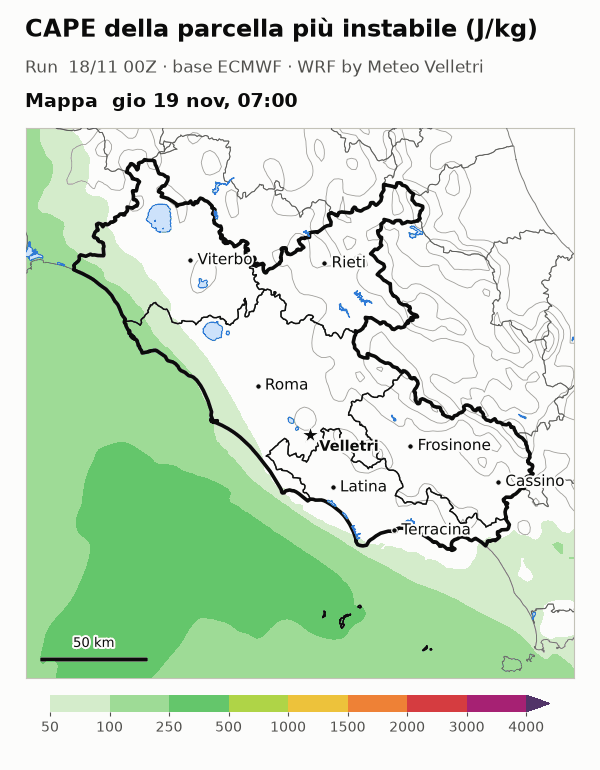 CAPE della parcella più instabile (J/kg)
Run  18/11 00Z · base ECMWF · WRF by Meteo Velletri
Mappa  gio 19 nov, 07:00
Viterbo
Rieti
Roma
Velletri
Frosinone
Cassino
Latina
Terracina
50 km
50 100 250 500 1000 1500 2000 3000 4000